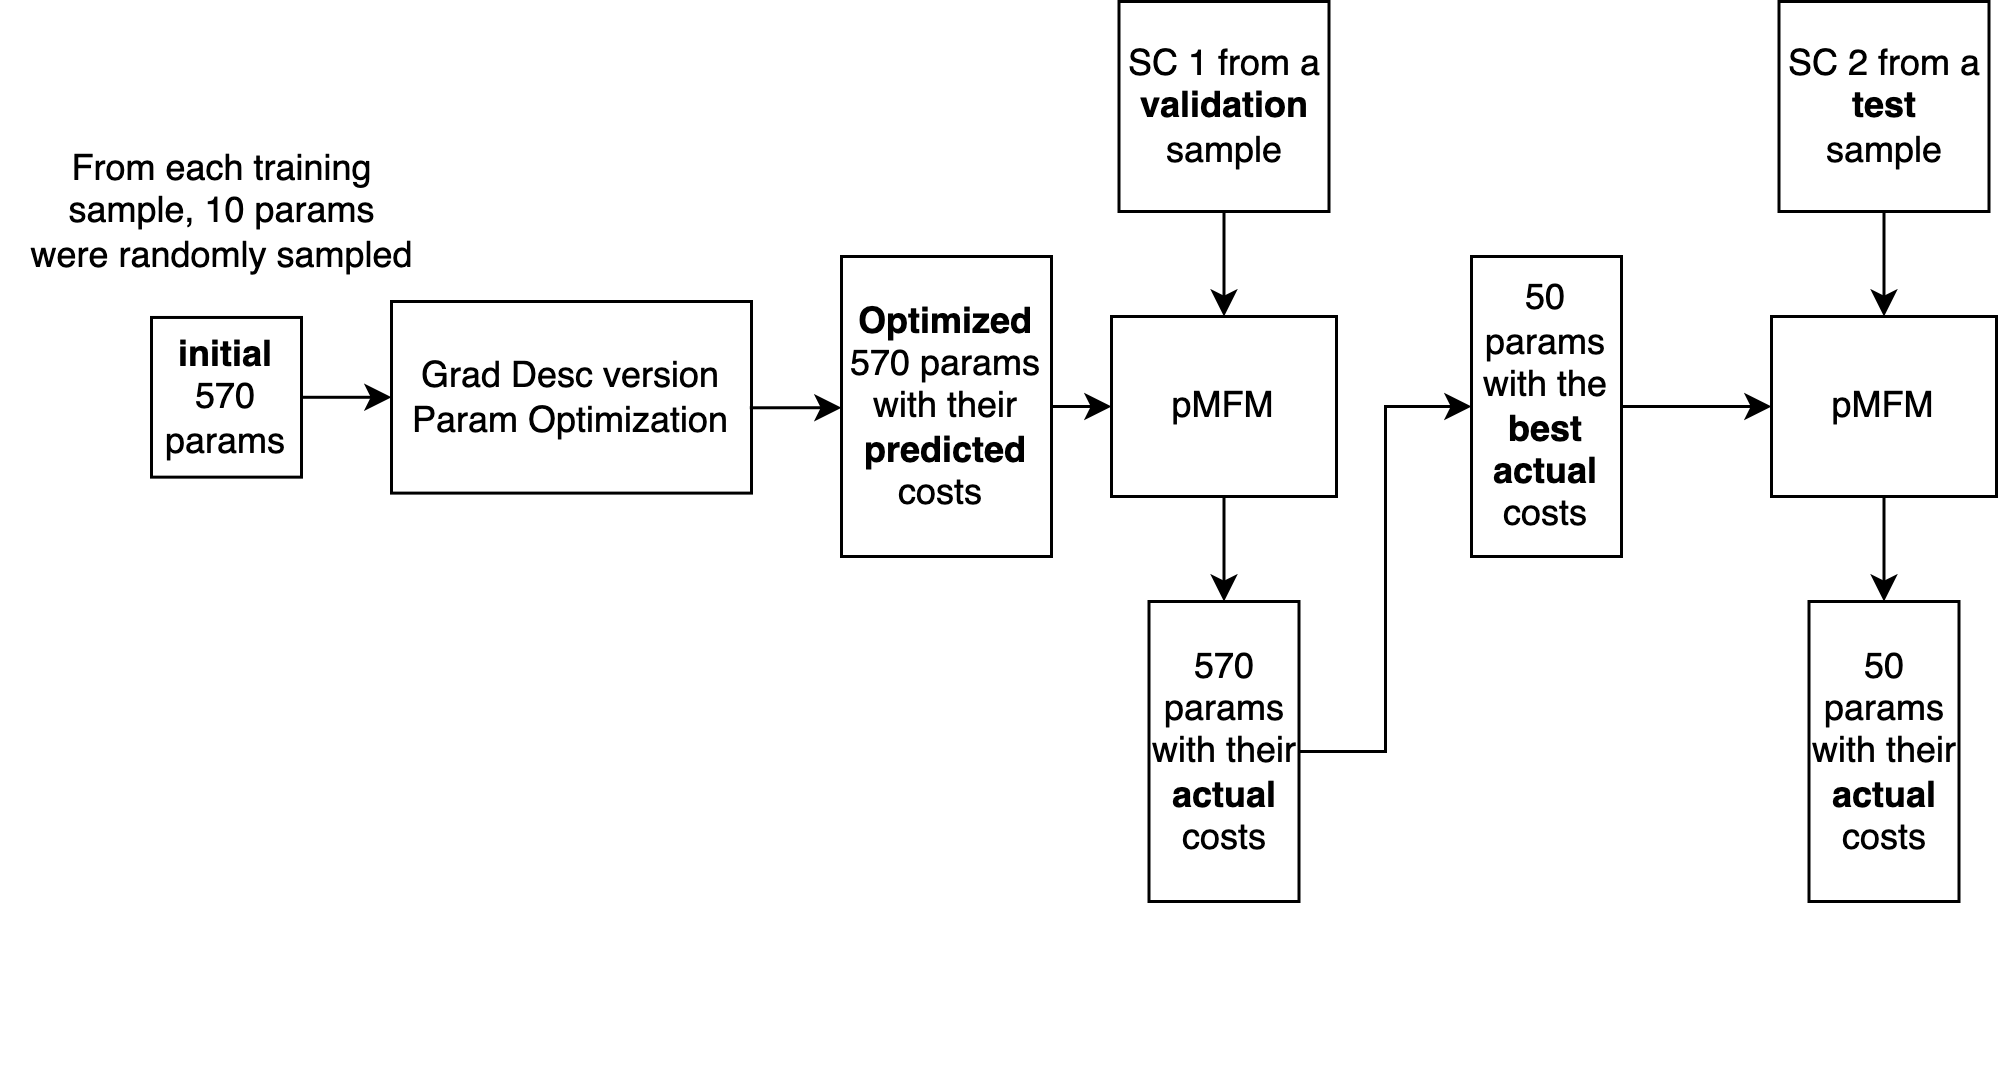 From each training
sample, 10 params
were randomly sampled
initial
570
params
Grad Desc version
Param Optimization
Optimized
570 params
with their
predicted
costs
SC 1 from a
validation
sample
pMFM
570
params
with their
actual
costs
50
params
with the
best
actual
costs
SC 2 from a
test
sample
pMFM
50
params
with their
actual
costs